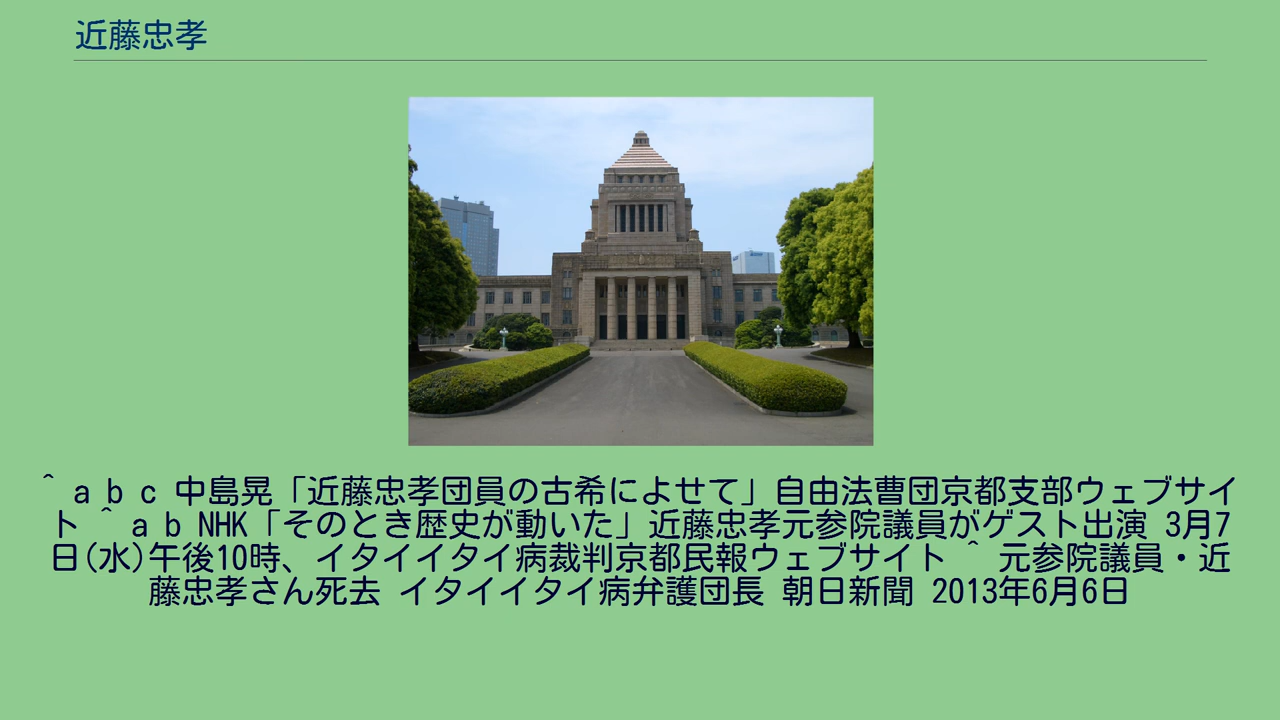 近藤忠孝
^ a b c 中島晃「近藤忠孝団員の古希によせて」自由法曹団京都支部ウェブサイ
ト ^ a b NHK「そのとき歴史が動いた」近藤忠孝元参院議員がゲスト出演 3月7
日(水)午後10時、イタイイタイ病裁判京都民報ウェブサイト ^ 元参院議員・近
藤忠孝さん死去 イタイイタイ病弁護団長 朝日新聞 2013年6月6日